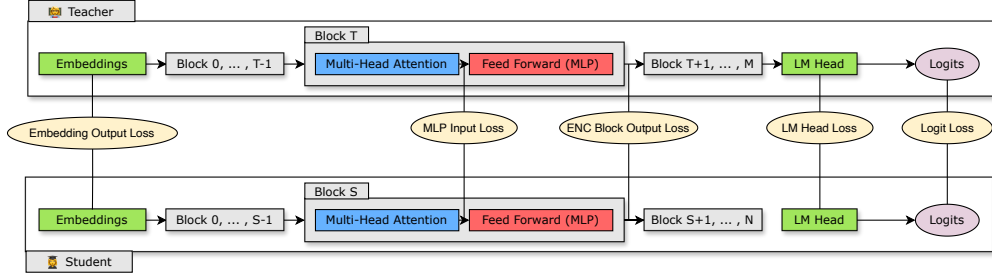 Teacher
Block T
Embeddings
Block 0, ... , T-1
Multi-Head Attention
Feed Forward (MLP)
Block T+1, ... , M
LM Head
Logits
Embedding Output Loss
MLP Input Loss
ENC Block Output Loss
LM Head Loss
Logit Loss
Block S
Embeddings
Block 0, ... , S-1
Multi-Head Attention
Feed Forward (MLP)
Block S+1, ... , N
LM Head
Logits
Student